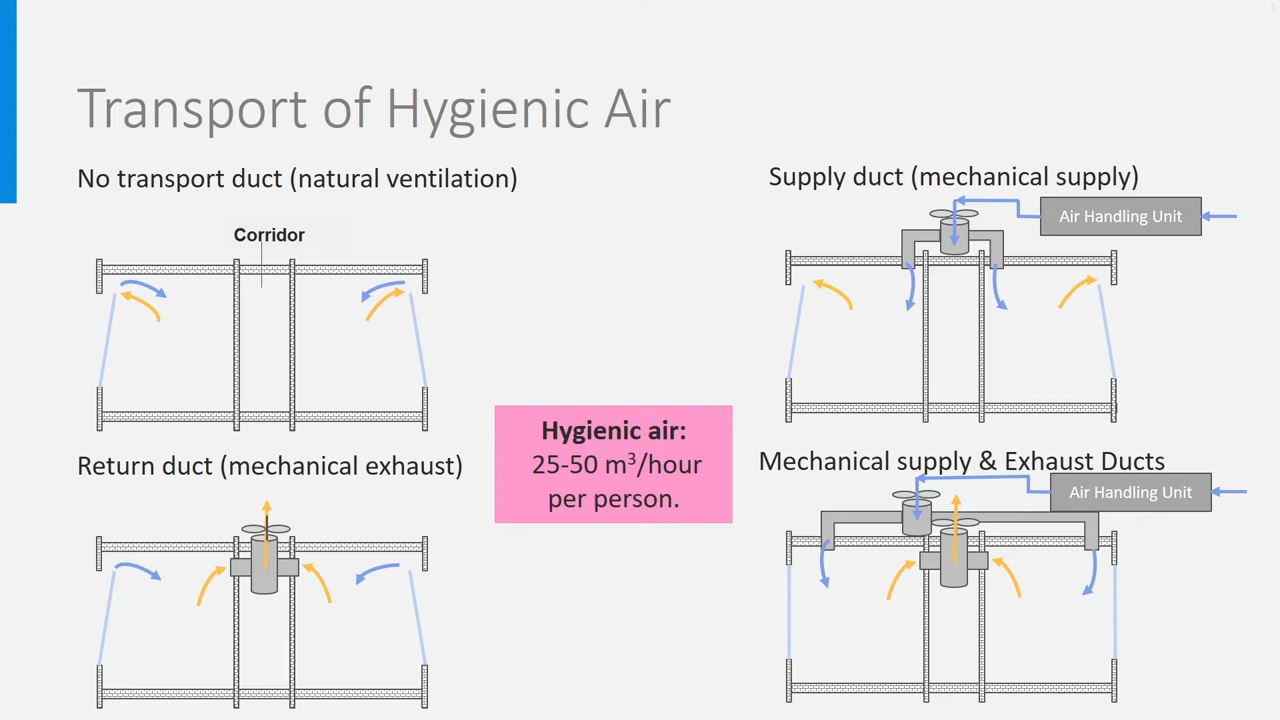 Transport of Hygienic Air
No transport duct (natural ventilation)
Corridor
Supply duct (mechanical supply)
Air Handling Unit
Return duct (mechanical exhaust)
Hygienic air:
25-50 m³/hour
per person.
Mechanical supply & Exhaust Ducts
Air Handling Unit